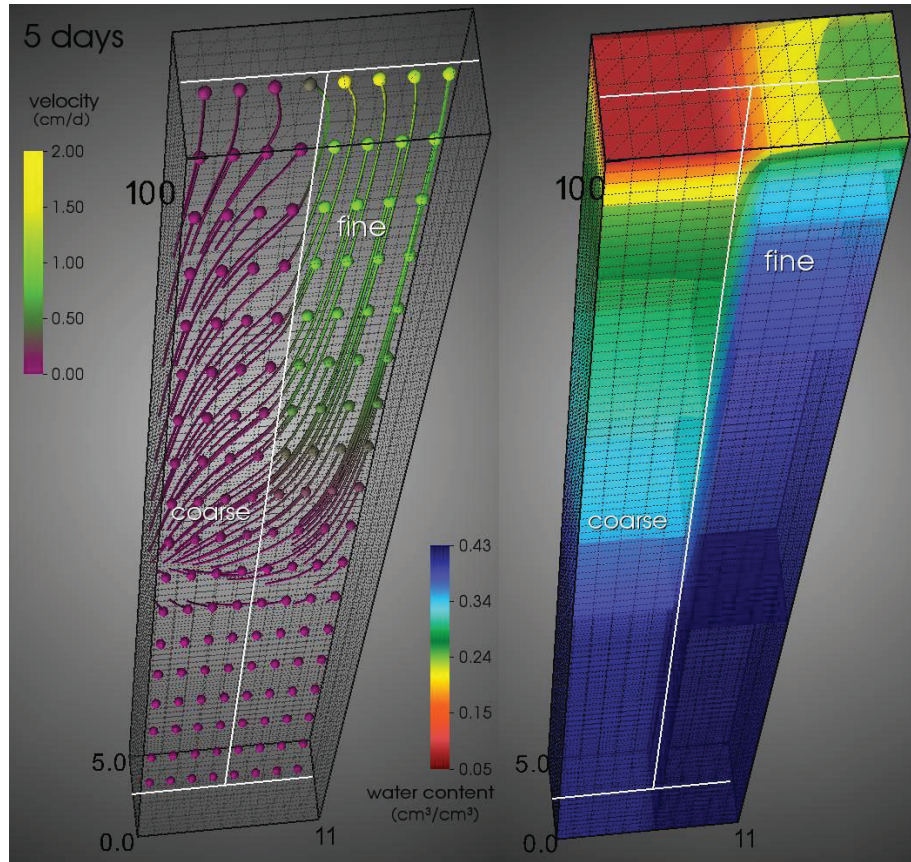 5 days
velocity
(cm/d)
2.00
1.50
1.00
0.50
0.00
100
fine
coarse
5.0
0.0
11
0.43
0.34
0.24
0.15
0.05
water content
(cm³/cm³)
100
fine
coarse
5.0
0.0
11